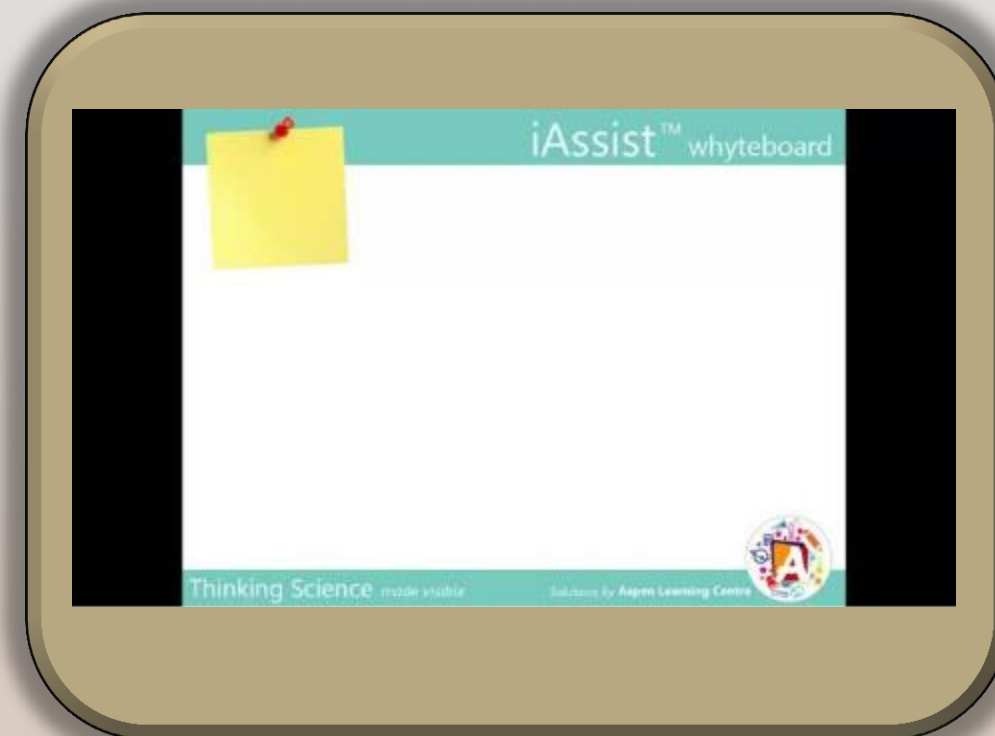 iAssist™ whyteboard
Thinking Science made visible
Solutions by Aspen Learning Centre
A